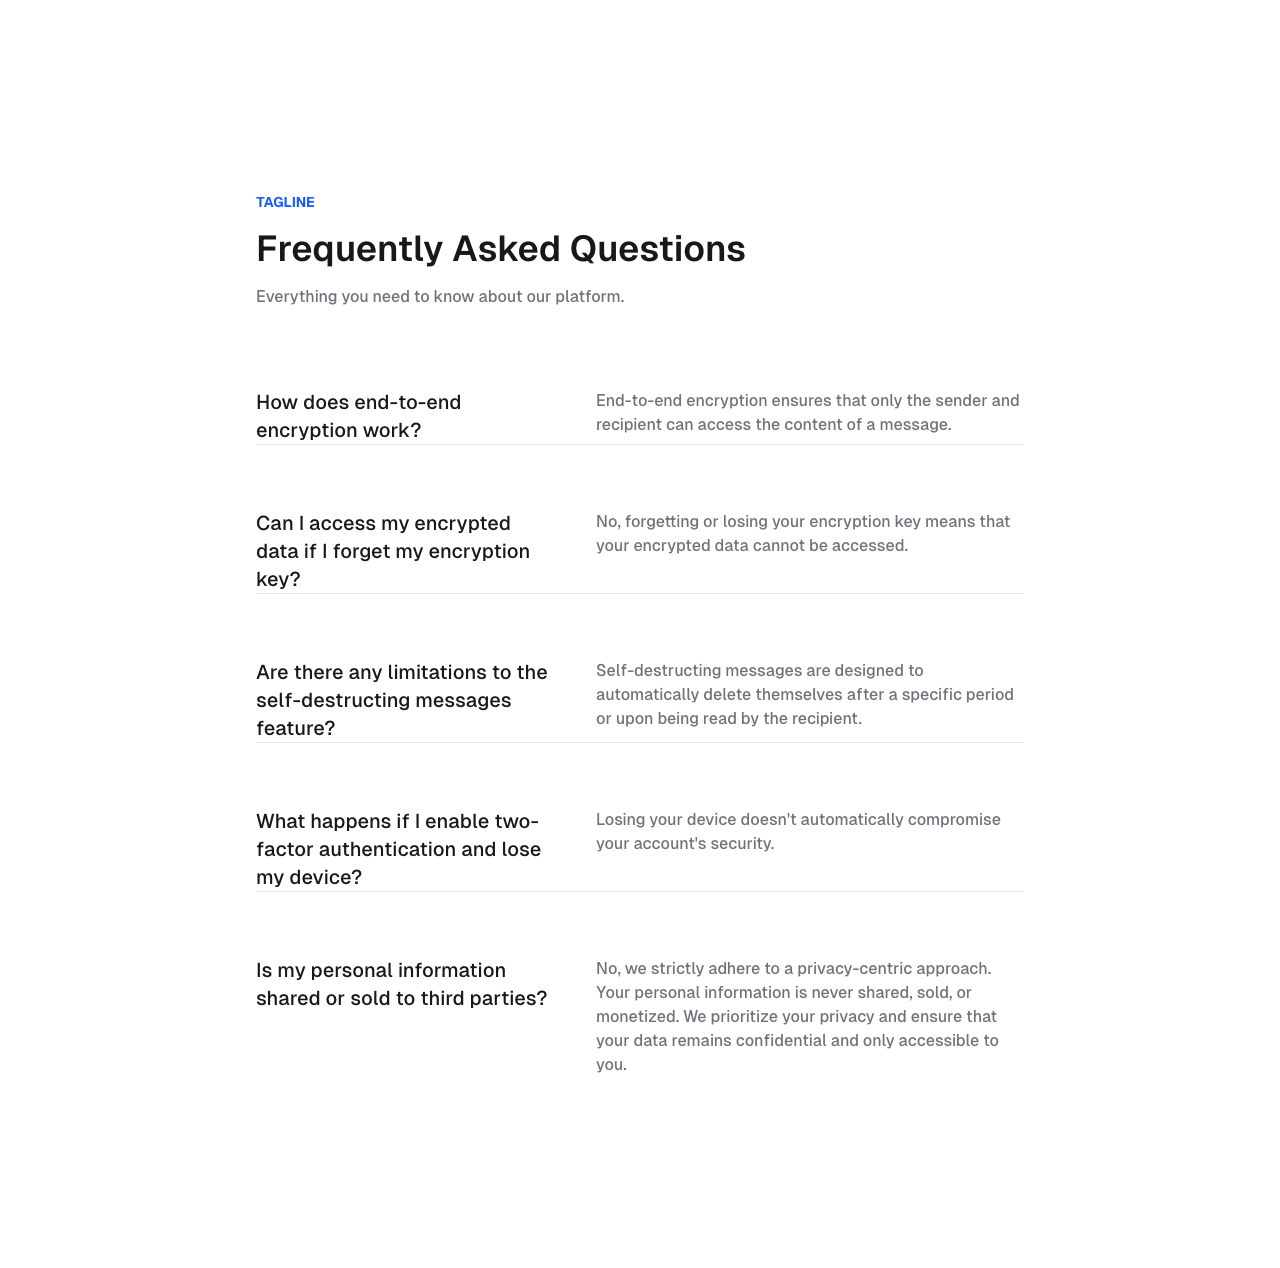 TAGLINE
Frequently Asked Questions
Everything you need to know about our platform.
How does end-to-end
encryption work?
End-to-end encryption ensures that only the sender and
recipient can access the content of a message.
Can I access my encrypted
data if I forget my encryption
key?
No, forgetting or losing your encryption key means that
your encrypted data cannot be accessed.
Are there any limitations to the
self-destructing messages
feature?
Self-destructing messages are designed to
automatically delete themselves after a specific period
or upon being read by the recipient.
What happens if I enable two-
factor authentication and lose
my device?
Losing your device doesn't automatically compromise
your account's security.
Is my personal information
shared or sold to third parties?
No, we strictly adhere to a privacy-centric approach.
Your personal information is never shared, sold, or
monetized. We prioritize your privacy and ensure that
your data remains confidential and only accessible to
you.